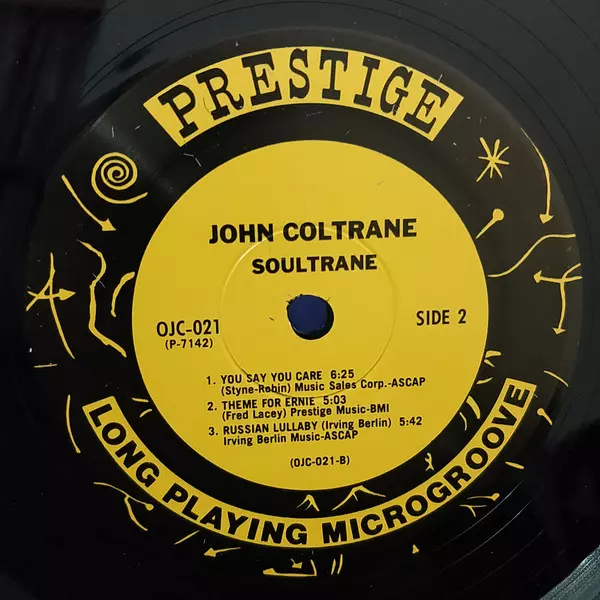 PRESTIGE
JOHN COLTRANE
SOULTRANE
OJC-021
(P-7142)
SIDE 2
1. YOU SAY YOU CARE 6:25
(Styne-Robin) Music Sales Corp.-ASCAP
2. THEME FOR ERNIE 5:03
(Fred Lacey) Prestige Music-BMI
3. RUSSIAN LULLABY (Irving Berlin) 5:42
Irving Berlin Music-ASCAP
(OJC-021-B)
LONG PLAYING MICROGROOVE